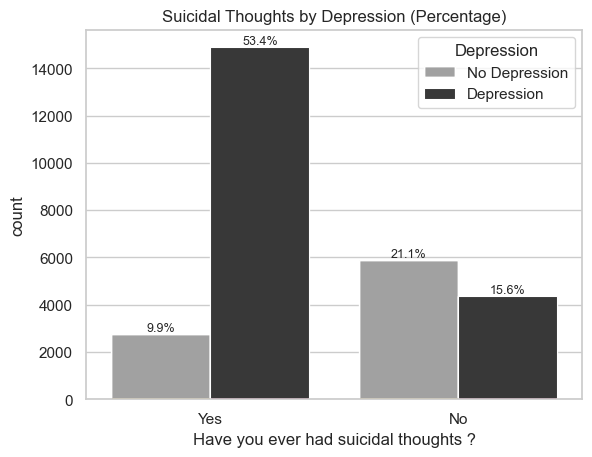 Suicidal Thoughts by Depression (Percentage)
Depression
No Depression
Depression
count
14000
12000
10000
8000
6000
4000
2000
0
9.9%
53.4%
21.1%
15.6%
Yes
No
Have you ever had suicidal thoughts ?